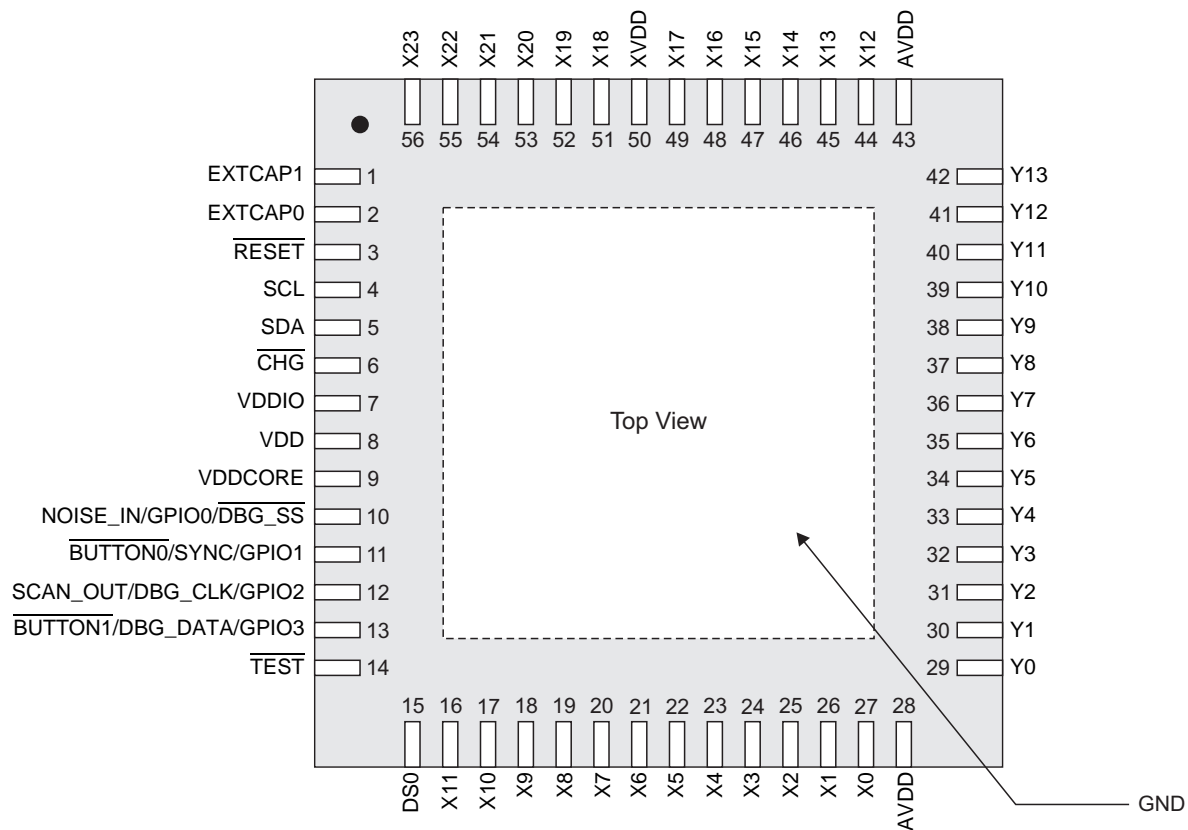 X23 X22 X21 X20 X19 X18 XVDD X17 X16 X15 X14 X13 X12 AVDD
56 55 54 53 52 51 50 49 48 47 46 45 44 43
EXTCAP1 1
EXTCAP0 2
RESET 3
SCL 4
SDA 5
CHG 6
VDDIO 7
VDD 8
VDDCORE 9
NOISE_IN/GPIO0/DBG_SS 10
BUTTON0/SYNC/GPIO1 11
SCAN_OUT/DBG_CLK/GPIO2 12
BUTTON1/DBG_DATA/GPIO3 13
TEST 14
Top View
42 Y13
41 Y12
40 Y11
39 Y10
38 Y9
37 Y8
36 Y7
35 Y6
34 Y5
33 Y4
32 Y3
31 Y2
30 Y1
29 Y0
15 16 17 18 19 20 21 22 23 24 25 26 27 28
DS0 X11 X10 X9 X8 X7 X6 X5 X4 X3 X2 X1 X0 AVDD
GND